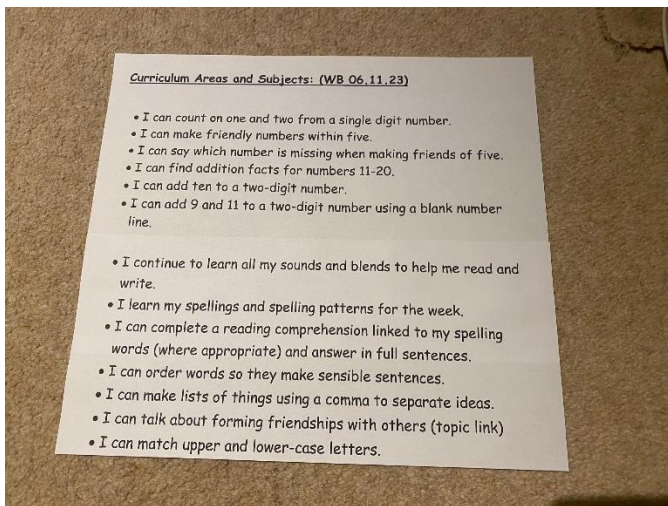 Curriculum Areas and Subjects: (WB 06.11.23)
• I can count on one and two from a single digit number.
• I can make friendly numbers within five.
• I can say which number is missing when making friends of five.
• I can find addition facts for numbers 11-20.
• I can add ten to a two-digit number.
• I can add 9 and 11 to a two-digit number using a blank number
line.
• I continue to learn all my sounds and blends to help me read and
write.
• I learn my spellings and spelling patterns for the week.
• I can complete a reading comprehension linked to my spelling
words (where appropriate) and answer in full sentences.
• I can order words so they make sensible sentences.
• I can make lists of things using a comma to separate ideas.
• I can talk about forming friendships with others (topic link)
• I can match upper and lower-case letters.